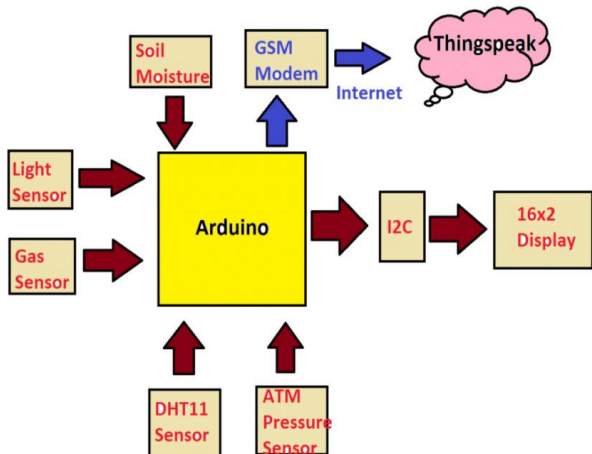 Soil
Moisture
GSM
Modem
Internet
Thingspeak
Light
Sensor
Gas
Sensor
Arduino
I2C
16x2
Display
DHT11
Sensor
ATM
Pressure
Sensor